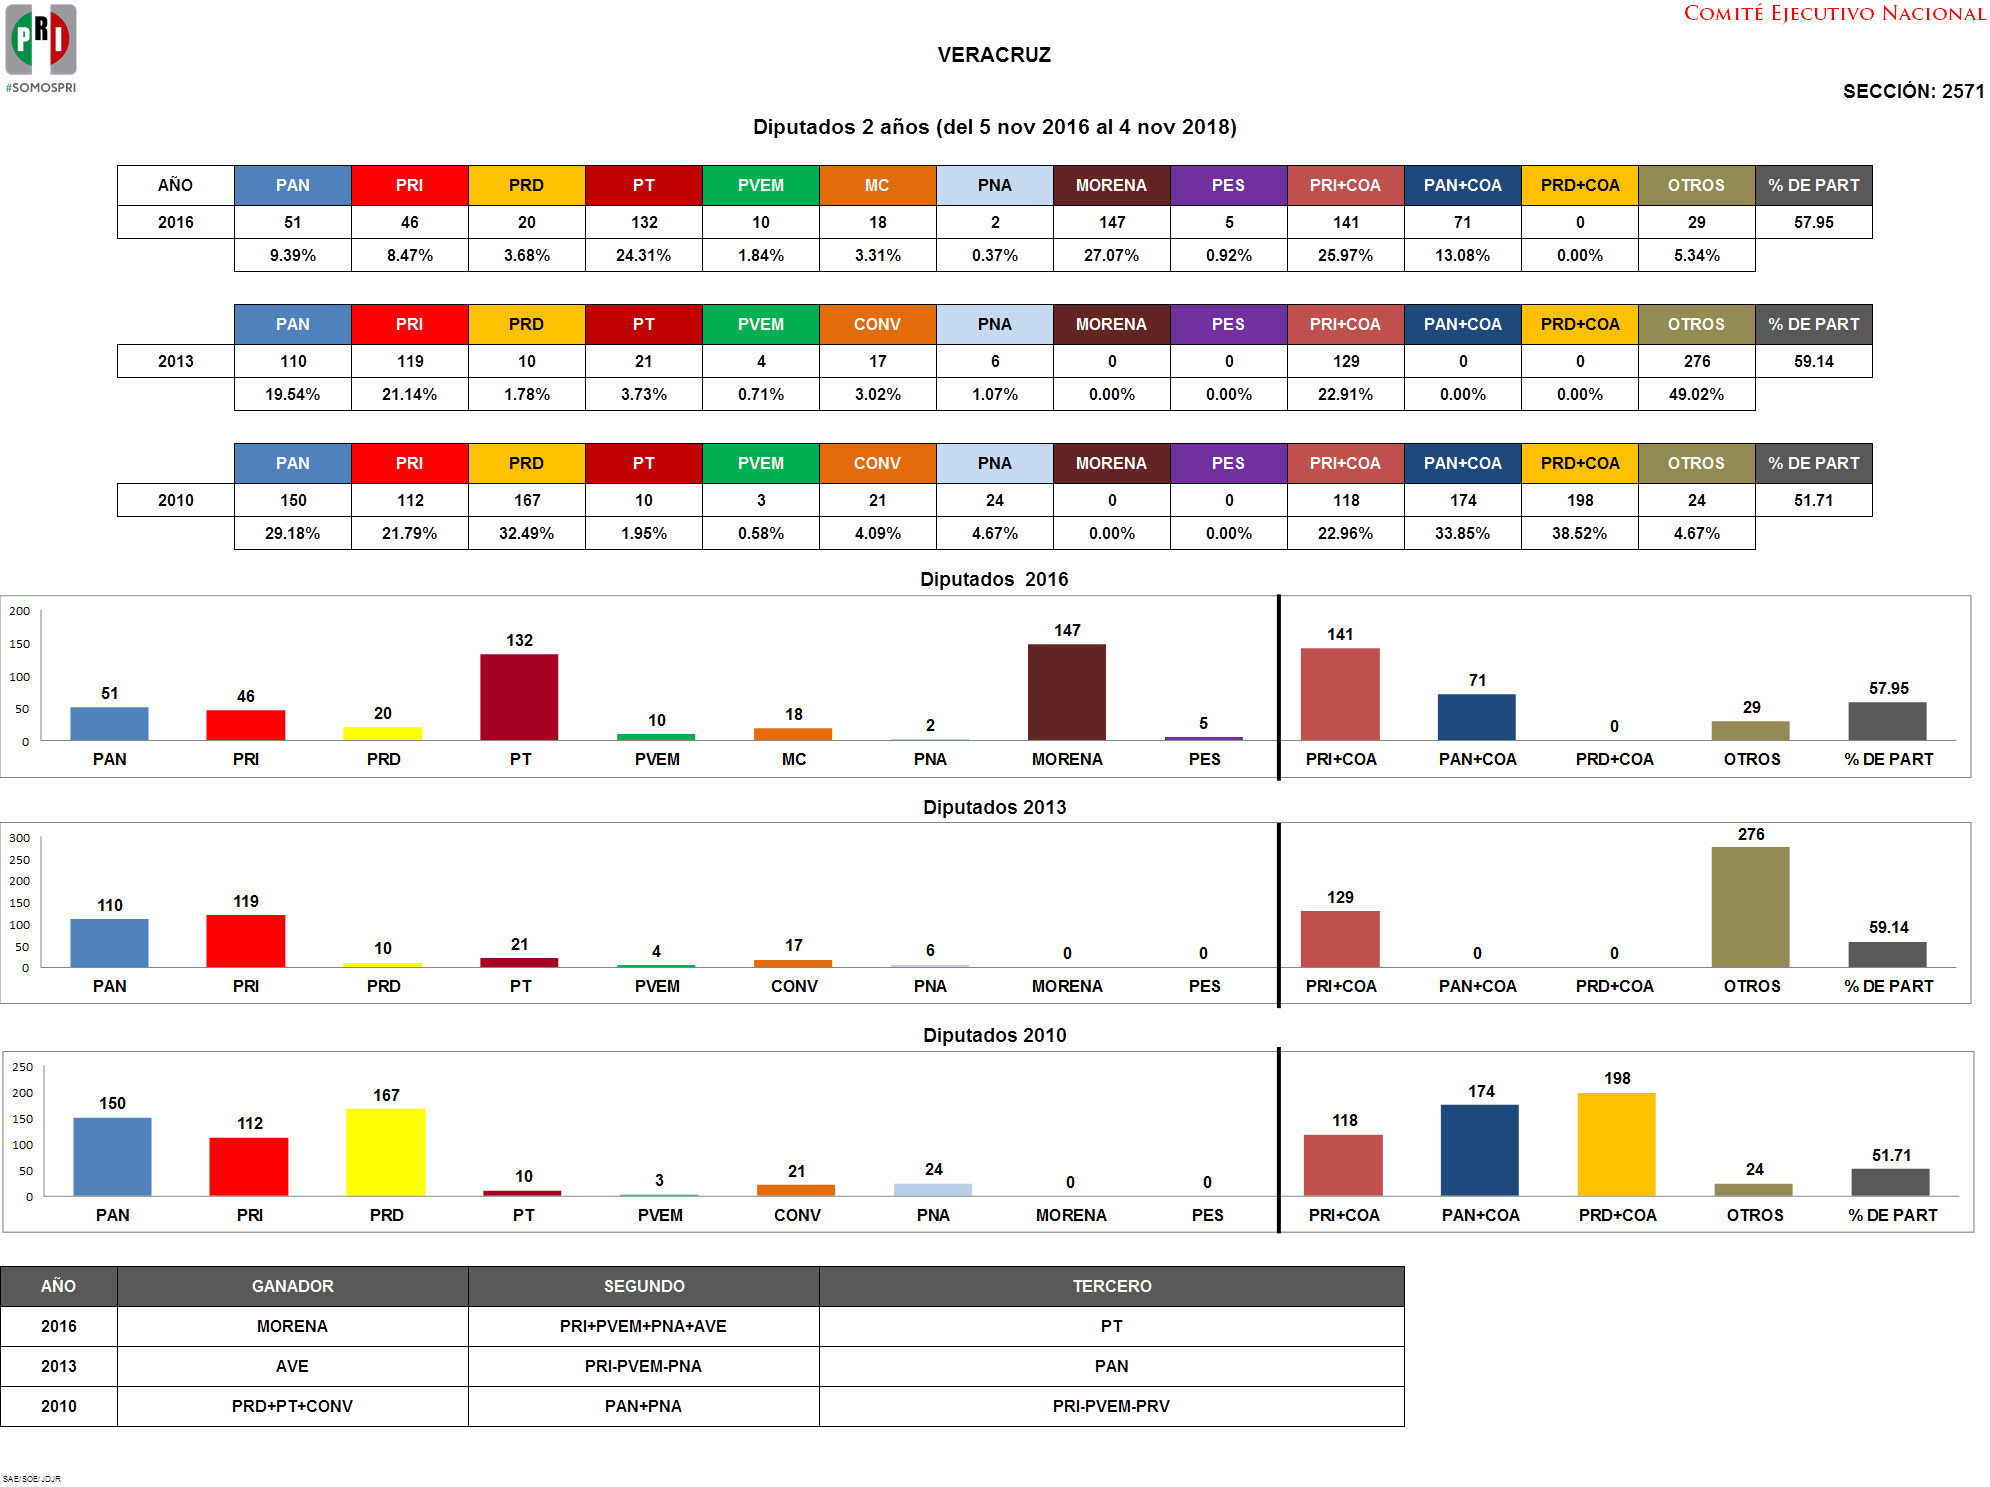 PRI
#SOMOSPRI
COMITÉ EJECUTIVO NACIONAL
VERACRUZ
SECCIÓN: 2571
Diputados 2 años (del 5 nov 2016 al 4 nov 2018)
AÑO PAN PRI PRD PT PVEM MC PNA MORENA PES PRI+COA PAN+COA PRD+COA OTROS % DE PART
2016 51 46 20 132 10 18 2 147 5 141 71 0 29 57.95
9.39% 8.47% 3.68% 24.31% 1.84% 3.31% 0.37% 27.07% 0.92% 25.97% 13.08% 0.00% 5.34%
PAN PRI PRD PT PVEM CONV PNA MORENA PES PRI+COA PAN+COA PRD+COA OTROS % DE PART
2013 110 119 10 21 4 17 6 0 0 129 0 0 276 59.14
19.54% 21.14% 1.78% 3.73% 0.71% 3.02% 1.07% 0.00% 0.00% 22.91% 0.00% 0.00% 49.02%
PAN PRI PRD PT PVEM CONV PNA MORENA PES PRI+COA PAN+COA PRD+COA OTROS % DE PART
2010 150 112 167 10 3 21 24 0 0 118 174 198 24 51.71
29.18% 21.79% 32.49% 1.95% 0.58% 4.09% 4.67% 0.00% 0.00% 22.96% 33.85% 38.52% 4.67%
Diputados 2016
200
150
100
50
0
51 46 20 132 10 18 2 147 5 141 71 0 29 57.95
PAN PRI PRD PT PVEM MC PNA MORENA PES PRI+COA PAN+COA PRD+COA OTROS % DE PART
Diputados 2013
300
250
200
150
100
50
0
110 119 10 21 4 17 6 0 0 129 0 0 276 59.14
PAN PRI PRD PT PVEM CONV PNA MORENA PES PRI+COA PAN+COA PRD+COA OTROS % DE PART
Diputados 2010
250
200
150
100
50
0
150 112 167 10 3 21 24 0 0 118 174 198 24 51.71
PAN PRI PRD PT PVEM CONV PNA MORENA PES PRI+COA PAN+COA PRD+COA OTROS % DE PART
AÑO GANADOR SEGUNDO TERCERO
2016 MORENA PRI+PVEM+PNA+AVE PT
2013 AVE PRI-PVEM-PNA PAN
2010 PRD+PT+CONV PAN+PNA PRI-PVEM-PRV
SAE/SOE/JDJR